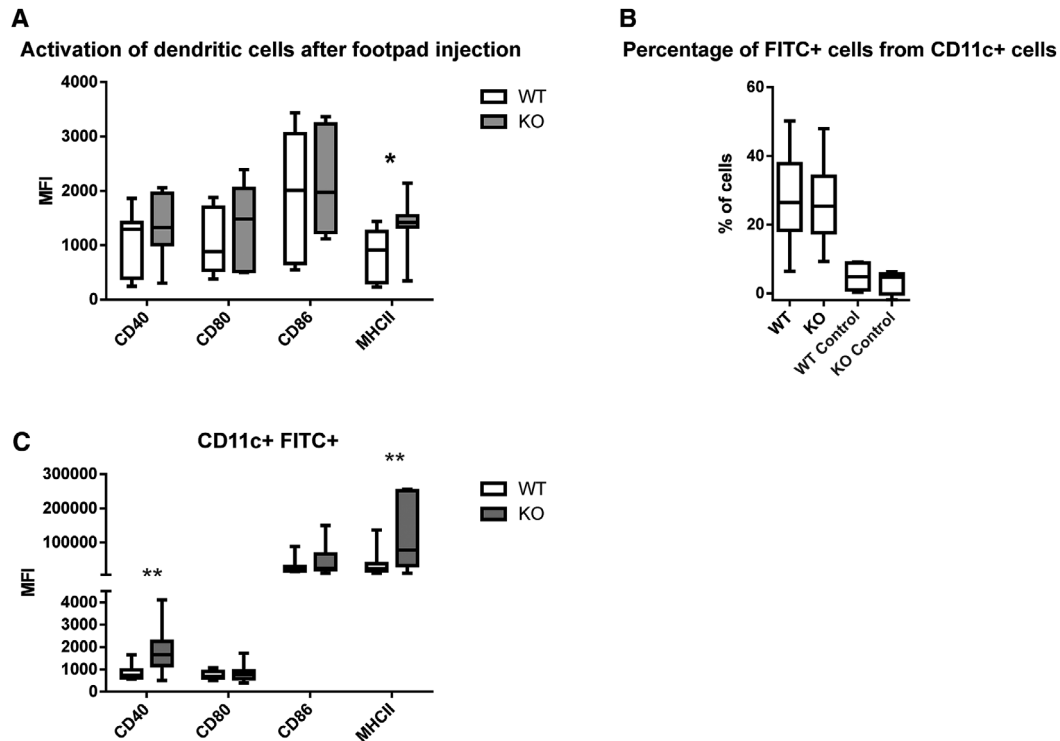 A
Activation of dendritic cells after footpad injection
4000
3000
2000
1000
0
MFI
*
WT
KO
CD40
CD80
CD86
MHCII
B
Percentage of FITC+ cells from CD11c+ cells
60
40
20
0
% of cells
WT
KO
WT Control
KO Control
C
CD11c+ FITC+
300000
200000
100000
4000
3000
2000
1000
0
MFI
**
**
WT
KO
CD40
CD80
CD86
MHCII